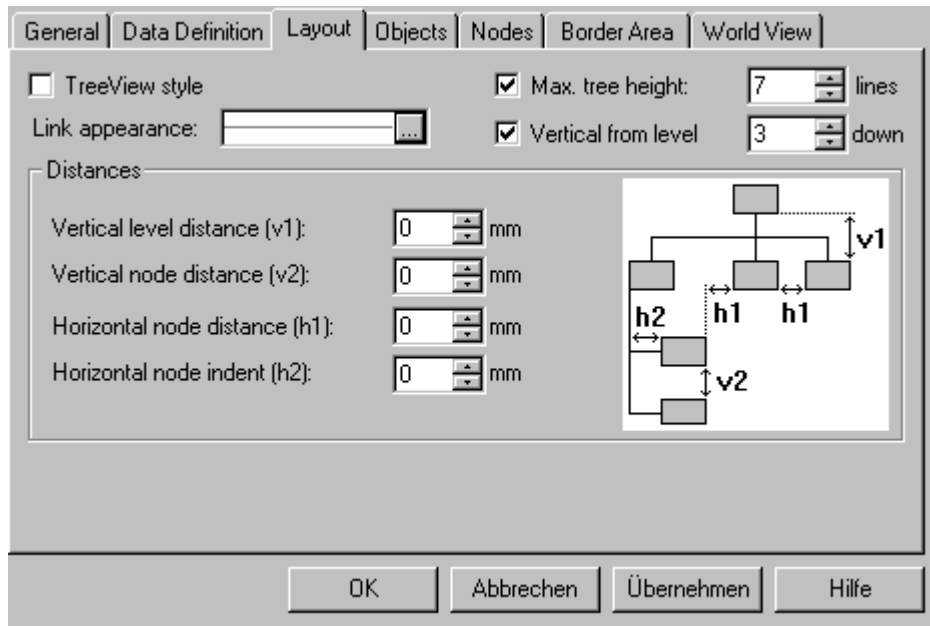 General Data Definition Layout Objects Nodes Border Area World View
TreeView style
Max. tree height: 7 lines
Link appearance: ...
Vertical from level 3 down
Distances
Vertical level distance (v1): 0 mm
Vertical node distance (v2): 0 mm
Horizontal node distance (h1): 0 mm
Horizontal node indent (h2): 0 mm
v1
h2 h1 h1
v2
OK Abbrechen Übernehmen Hilfe